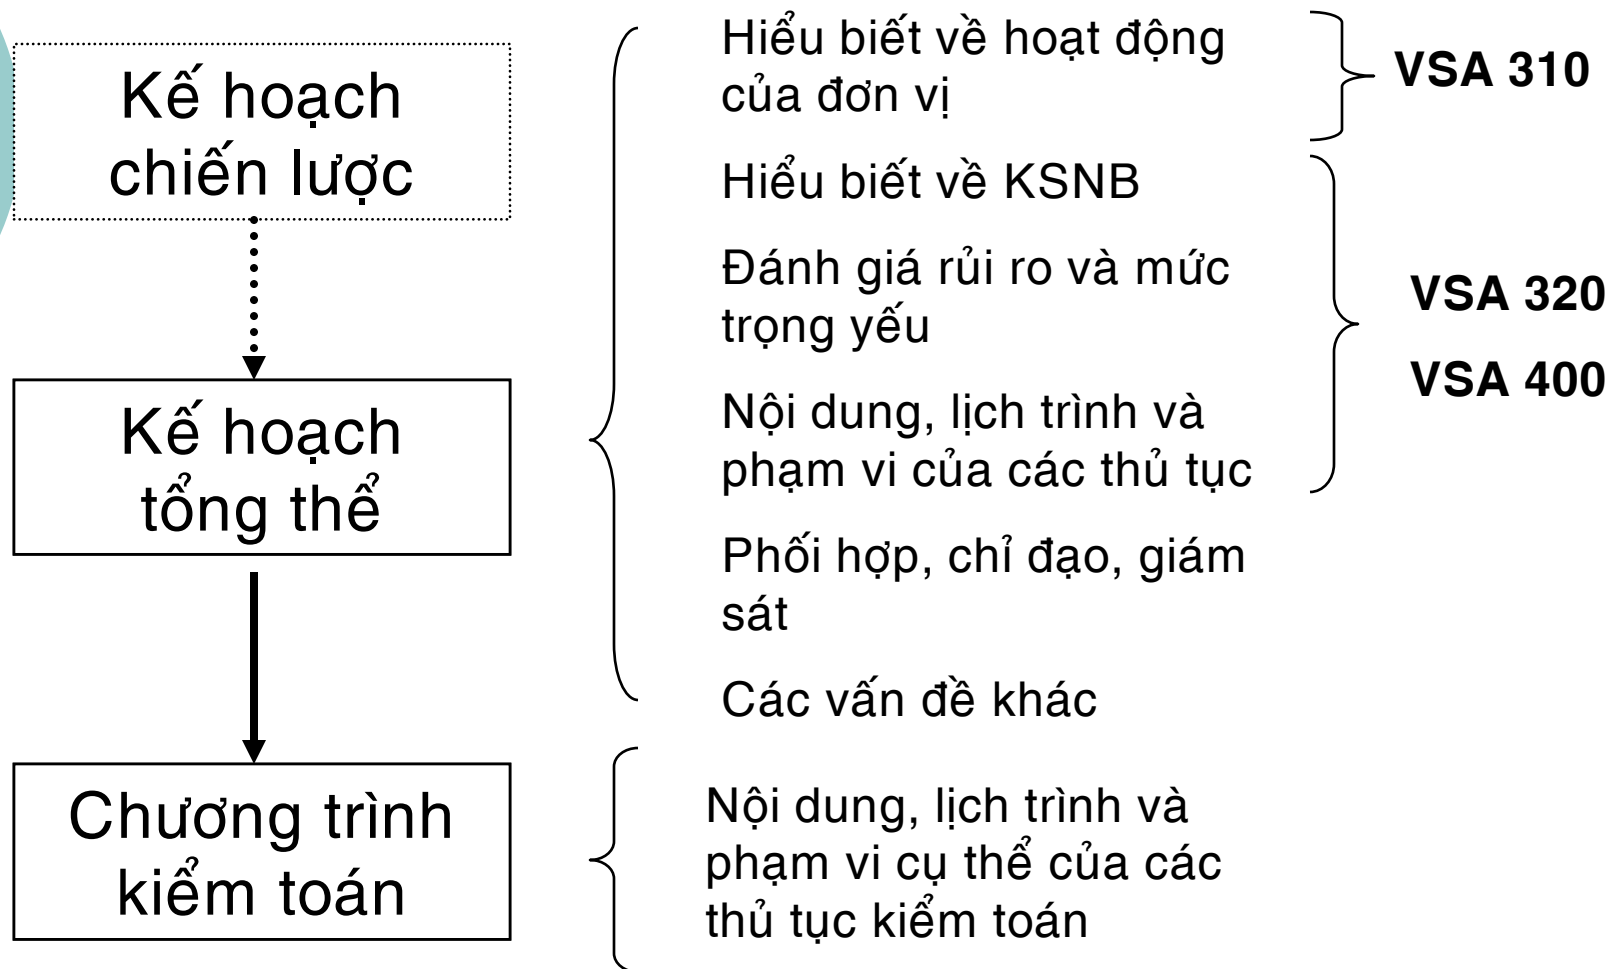 Kế hoạch
chiến lược
Kế hoạch
tổng thể
Chương trình
kiểm toán
Hiểu biết về hoạt động
của đơn vị
Hiểu biết về KSNB
Đánh giá rủi ro và mức
trọng yếu
Nội dung, lịch trình và
phạm vi của các thủ tục
Phối hợp, chỉ đạo, giám
sát
Các vấn đề khác
Nội dung, lịch trình và
phạm vi cụ thể của các
thủ tục kiểm toán
VSA 310
VSA 320
VSA 400